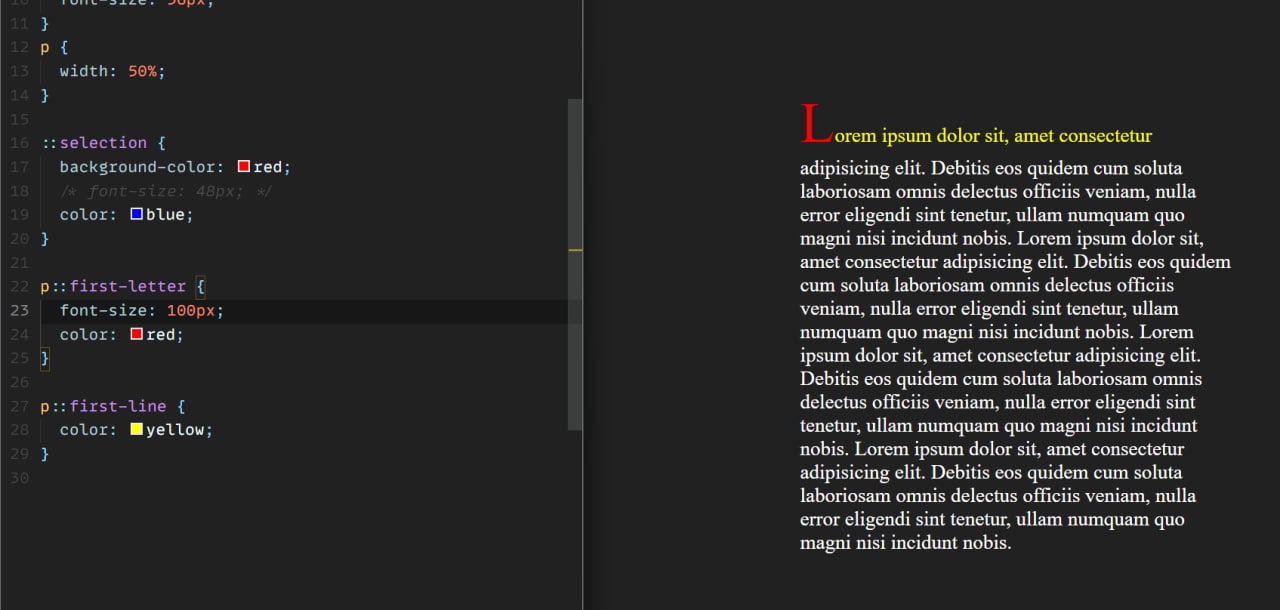 font-size: 56px;
11 }
12 p {
13 width: 50%;
14 }
15
16 ::selection {
17 background-color: red;
18 /* font-size: 48px; */
19 color: blue;
20 }
21
22 p::first-letter {
23 font-size: 100px;
24 color: red;
25 }
26
27 p::first-line {
28 color: yellow;
29 }
30
Lorem ipsum dolor sit, amet consectetur
adipisicing elit. Debitis eos quidem cum soluta
laboriosam omnis delectus officiis veniam, nulla
error eligendi sint tenetur, ullam numquam quo
magni nisi incidunt nobis. Lorem ipsum dolor sit,
amet consectetur adipisicing elit. Debitis eos quidem
cum soluta laboriosam omnis delectus officiis
veniam, nulla error eligendi sint tenetur, ullam
numquam quo magni nisi incidunt nobis. Lorem
ipsum dolor sit, amet consectetur adipisicing elit.
Debitis eos quidem cum soluta laboriosam omnis
delectus officiis veniam, nulla error eligendi sint
tenetur, ullam numquam quo magni nisi incidunt
nobis. Lorem ipsum dolor sit, amet consectetur
adipisicing elit. Debitis eos quidem cum soluta
laboriosam omnis delectus officiis veniam, nulla
error eligendi sint tenetur, ullam numquam quo
magni nisi incidunt nobis.